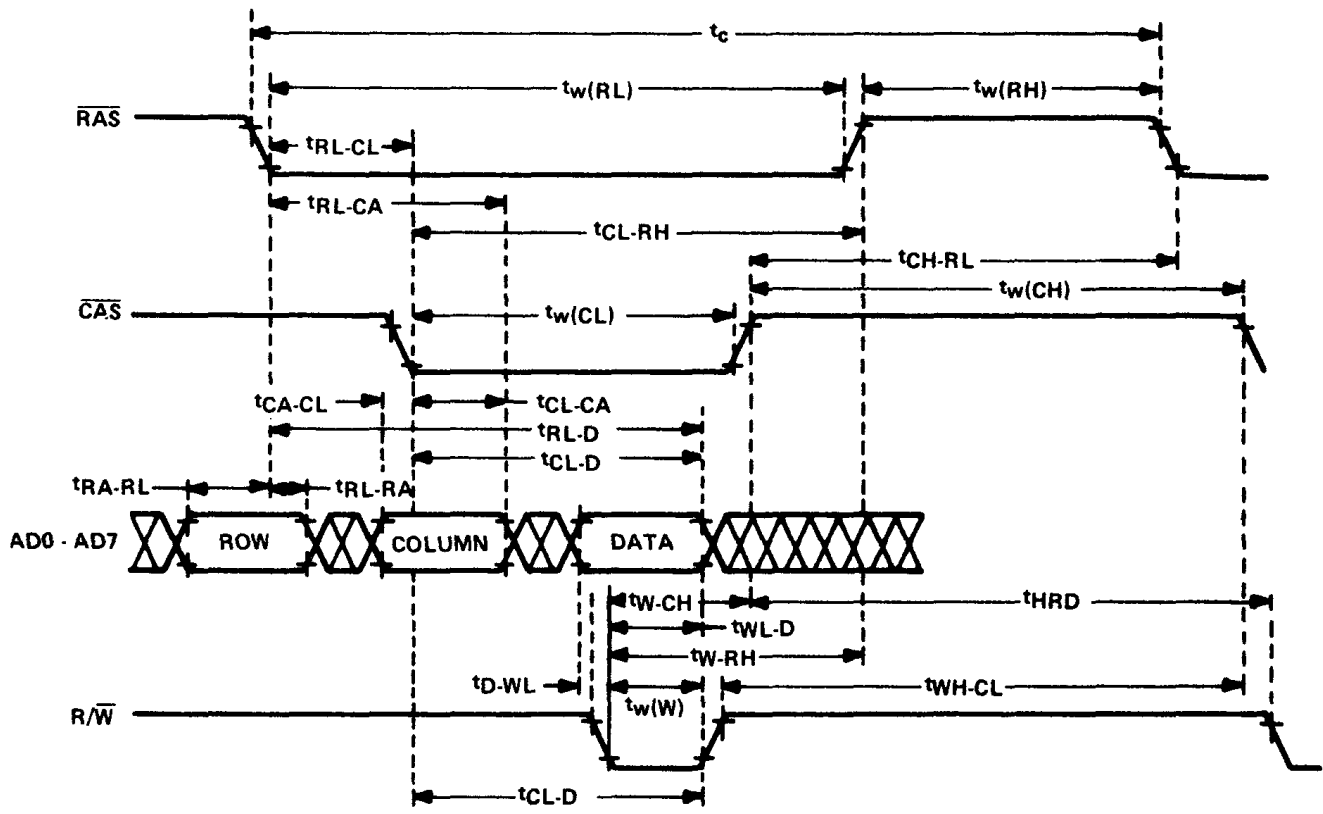 tc
tw(RL)
tw(RH)
RAS
tRL-CL
tRL-CA
tCL-RH
tCH-RL
tw(CH)
CAS
tw(CL)
tCA-CL
tCL-CA
tRL-D
tCL-D
tRA-RL
tRL-RA
AD0 - AD7
ROW
COLUMN
DATA
tW-CH
tHRD
tWL-D
tW-RH
tD-WL
tw(W)
tWH-CL
R/W
tCL-D